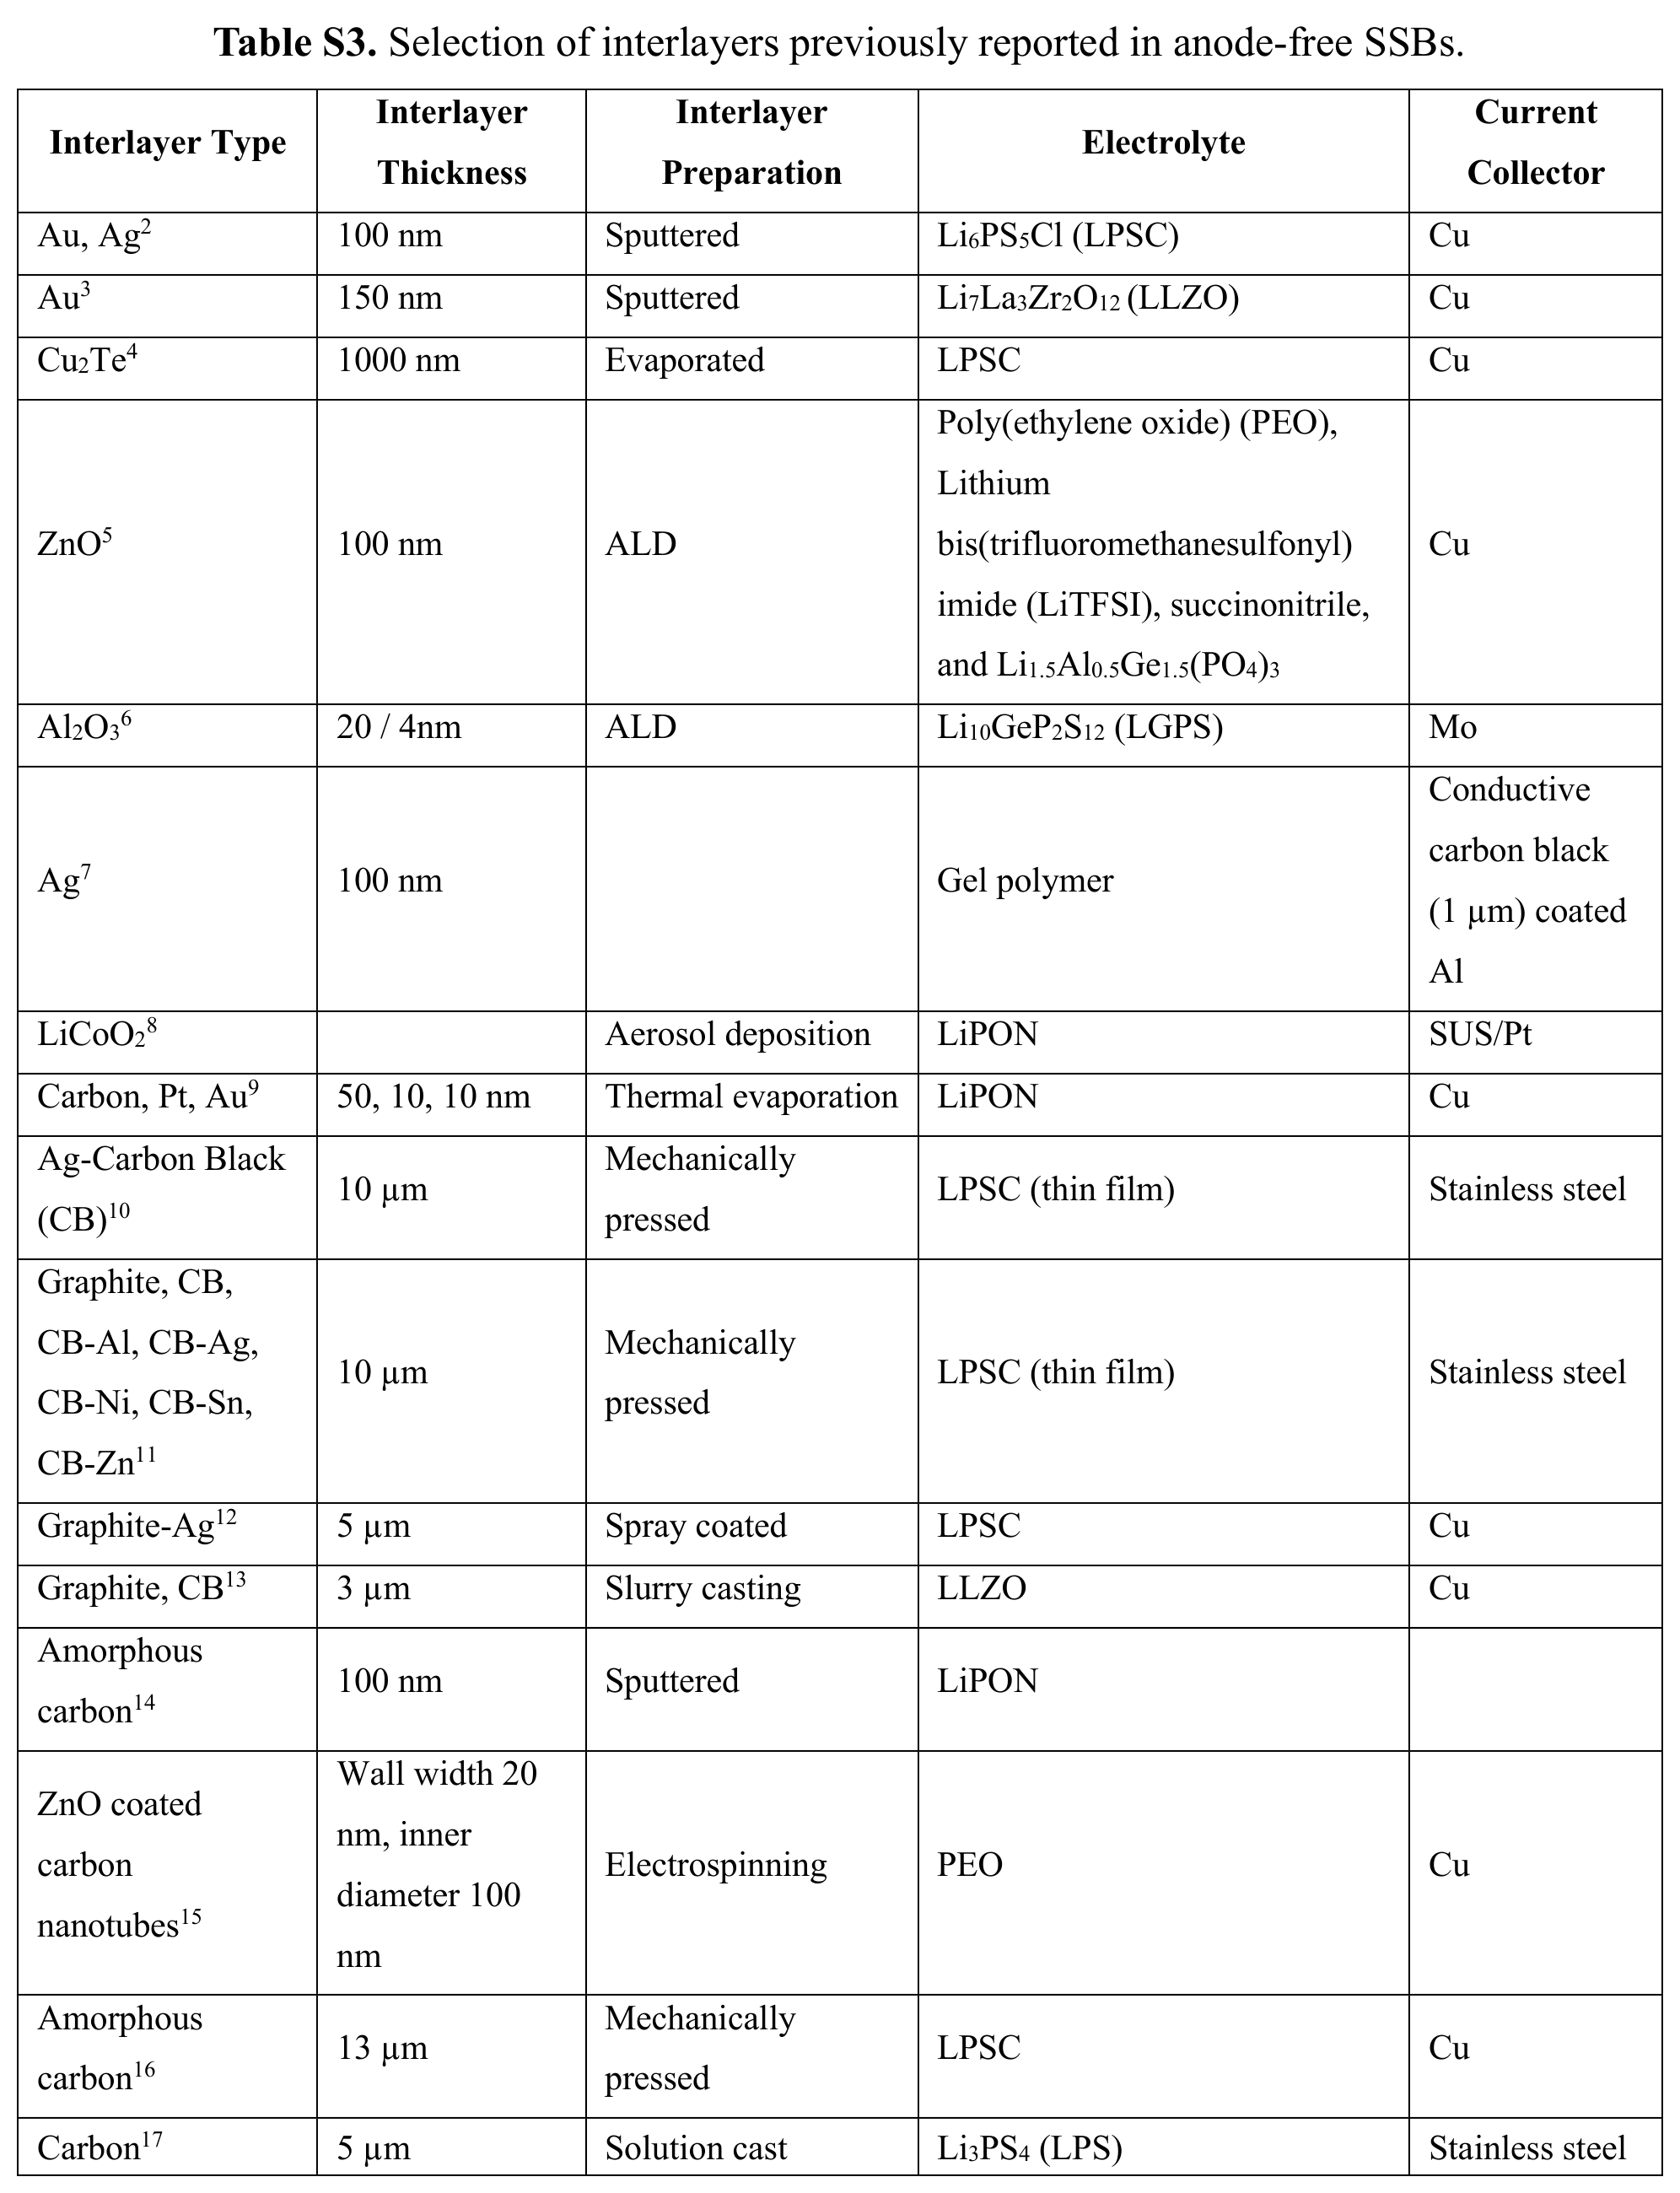 Table S3. Selection of interlayers previously reported in anode-free SSBs.
Interlayer Type
Interlayer
Thickness
Interlayer
Preparation
Electrolyte
Current
Collector
Au, Ag²
100 nm
Sputtered
Li₆PS₅Cl (LPSC)
Cu
Au³
150 nm
Sputtered
Li₇La₃Zr₂O₁₂ (LLZO)
Cu
Cu₂Te⁴
1000 nm
Evaporated
LPSC
Cu
ZnO⁵
100 nm
ALD
Poly(ethylene oxide) (PEO),
Lithium
bis(trifluoromethanesulfonyl)
imide (LiTFSI), succinonitrile,
and Li₁.₅Al₀.₅Ge₁.₅(PO₄)₃
Cu
Al₂O₃⁶
20 / 4nm
ALD
Li₁₀GeP₂S₁₂ (LGPS)
Mo
Ag⁷
100 nm
Gel polymer
Conductive
carbon black
(1 µm) coated
Al
LiCoO₂⁸
Aerosol deposition
LiPON
SUS/Pt
Carbon, Pt, Au⁹
50, 10, 10 nm
Thermal evaporation
LiPON
Cu
Ag-Carbon Black
(CB)¹⁰
10 µm
Mechanically
pressed
LPSC (thin film)
Stainless steel
Graphite, CB,
CB-Al, CB-Ag,
CB-Ni, CB-Sn,
CB-Zn¹¹
10 µm
Mechanically
pressed
LPSC (thin film)
Stainless steel
Graphite-Ag¹²
5 µm
Spray coated
LPSC
Cu
Graphite, CB¹³
3 µm
Slurry casting
LLZO
Cu
Amorphous
carbon¹⁴
100 nm
Sputtered
LiPON
ZnO coated
carbon
nanotubes¹⁵
Wall width 20
nm, inner
diameter 100
nm
Electrospinning
PEO
Cu
Amorphous
carbon¹⁶
13 µm
Mechanically
pressed
LPSC
Cu
Carbon¹⁷
5 µm
Solution cast
Li₃PS₄ (LPS)
Stainless steel